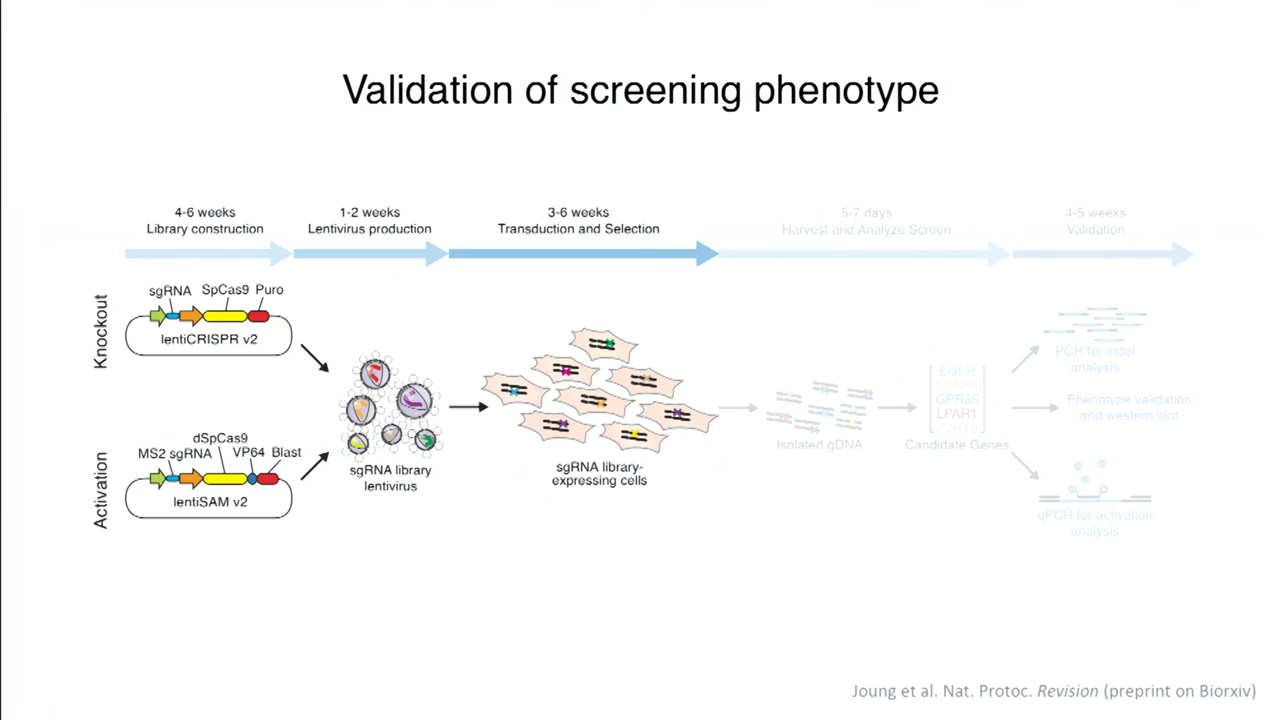 Validation of screening phenotype
4-6 weeks
Library construction
1-2 weeks
Lentivirus production
3-6 weeks
Transduction and Selection
5-7 days
Harvest and Analyze Screen
4-5 weeks
Validation
Knockout
sgRNA SpCas9 Puro
lentiCRISPR v2
Activation
dSpCas9
MS2 sgRNA VP64 Blast
lentiSAM v2
sgRNA library
lentivirus
sgRNA library-
expressing cells
Isolated gDNA
EGFR
GPR35
LPAR1
Candidate Genes
PCR for indel
analysis
Phenotype validation
and western blot
qPCR for activation
analysis
Joung et al. Nat. Protoc. Revision (preprint on Biorxiv)